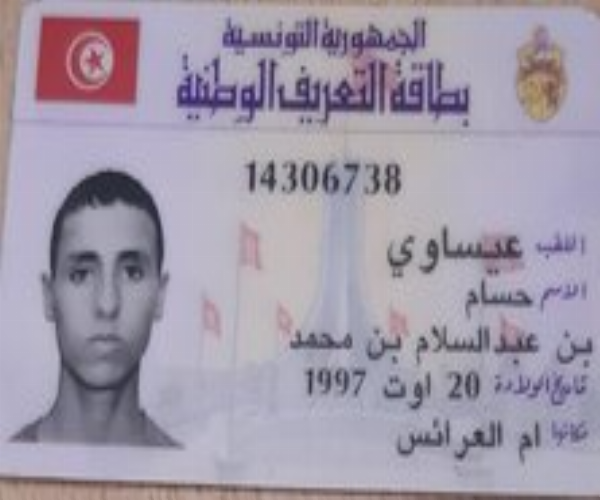 الجمهورية التونسية
بطاقة التعريف الوطنية
14306738
اللقب عيساوي
الاسم حسام
بن عبدالسلام بن محمد
تاريخ الولادة 20 اوت 1997
مكانها ام العرائس